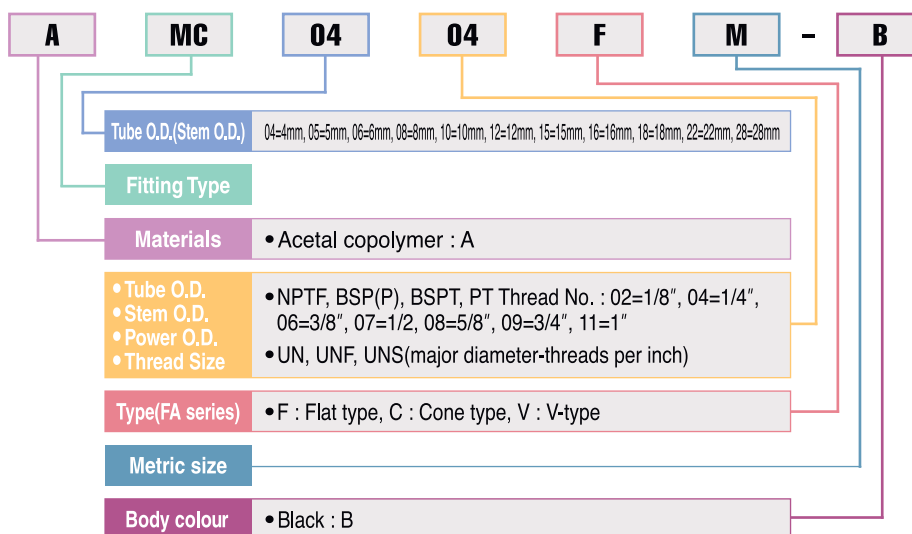 A MC 04 04 F M - B
Tube O.D.(Stem O.D.) 04=4mm, 05=5mm, 06=6mm, 08=8mm, 10=10mm, 12=12mm, 15=15mm, 16=16mm, 18=18mm, 22=22mm, 28=28mm
Fitting Type
Materials • Acetal copolymer : A
• Tube O.D.
• Stem O.D.
• Power O.D.
• Thread Size
• NPTF, BSP(P), BSPT, PT Thread No. : 02=1/8″, 04=1/4″,
06=3/8″, 07=1/2, 08=5/8″, 09=3/4″, 11=1″
• UN, UNF, UNS(major diameter-threads per inch)
Type(FA series) • F : Flat type, C : Cone type, V : V-type
Metric size
Body colour • Black : B